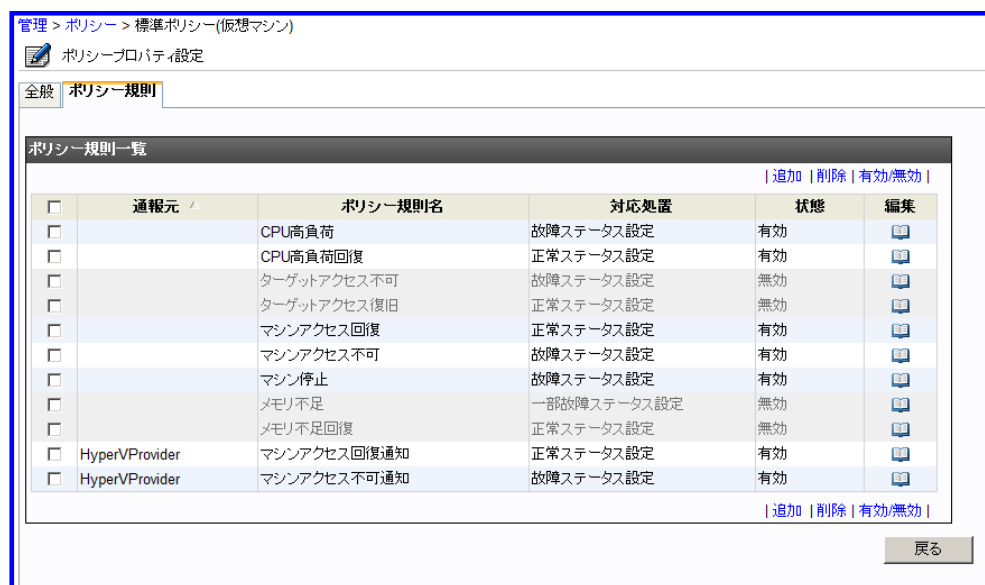 管理 > ポリシー > 標準ポリシー(仮想マシン)
ポリシープロパティ設定
全般 ポリシー規則
ポリシー規則一覧
| 追加 | 削除 | 有効/無効 |
通報元 ポリシー規則名 対応処置 状態 編集
CPU高負荷 故障ステータス設定 有効
CPU高負荷回復 正常ステータス設定 有効
ターゲットアクセス不可 故障ステータス設定 無効
ターゲットアクセス復旧 正常ステータス設定 無効
マシンアクセス回復 正常ステータス設定 有効
マシンアクセス不可 故障ステータス設定 有効
マシン停止 故障ステータス設定 有効
メモリ不足 一部故障ステータス設定 無効
メモリ不足回復 正常ステータス設定 無効
HyperVProvider マシンアクセス回復通知 正常ステータス設定 有効
HyperVProvider マシンアクセス不可通知 故障ステータス設定 有効
| 追加 | 削除 | 有効/無効 |
戻る